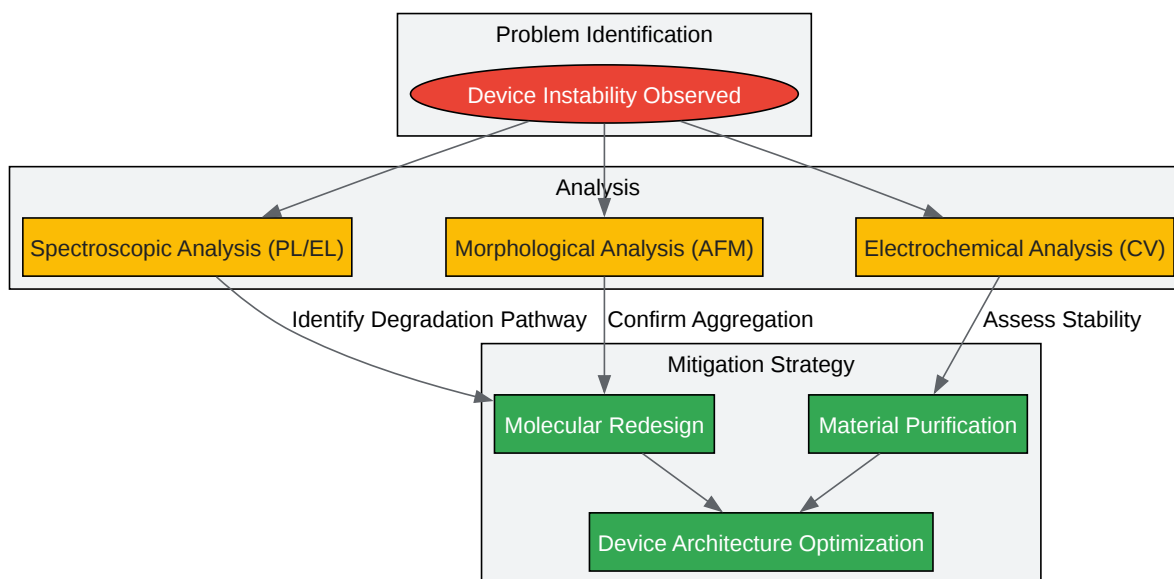 Problem Identification
Device Instability Observed
Analysis
Spectroscopic Analysis (PL/EL)
Morphological Analysis (AFM)
Electrochemical Analysis (CV)
Identify Degradation Pathway
Confirm Aggregation
Assess Stability
Mitigation Strategy
Molecular Redesign
Material Purification
Device Architecture Optimization